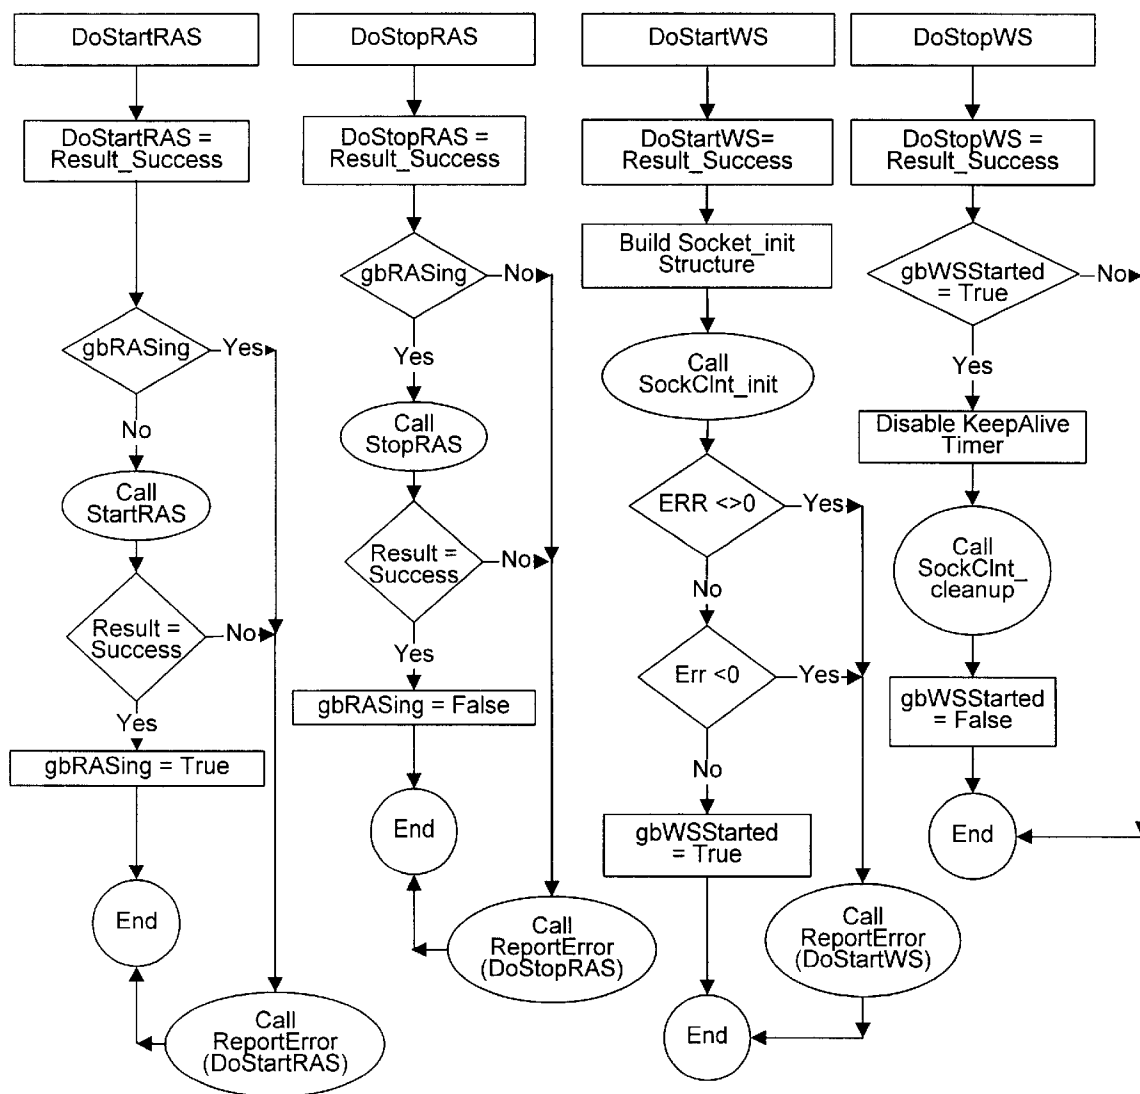 DoStartRAS
DoStartRAS =
Result_Success
gbRASing
Yes
No
Call
StartRAS
Result =
Success
No
Yes
gbRASing = True
End
Call
ReportError
(DoStartRAS)
DoStopRAS
DoStopRAS =
Result_Success
gbRASing
No
Yes
Call
StopRAS
Result =
Success
No
Yes
gbRASing = False
End
Call
ReportError
(DoStopRAS)
DoStartWS
DoStartWS=
Result_Success
Build Socket_init
Structure
Call
SockClnt_init
ERR <>0
Yes
No
Err <0
Yes
No
gbWSStarted
= True
Call
ReportError
(DoStartWS)
End
DoStopWS
DoStopWS =
Result_Success
gbWSStarted
= True
No
Yes
Disable KeepAlive
Timer
Call
SockClnt_
cleanup
gbWSStarted
= False
End